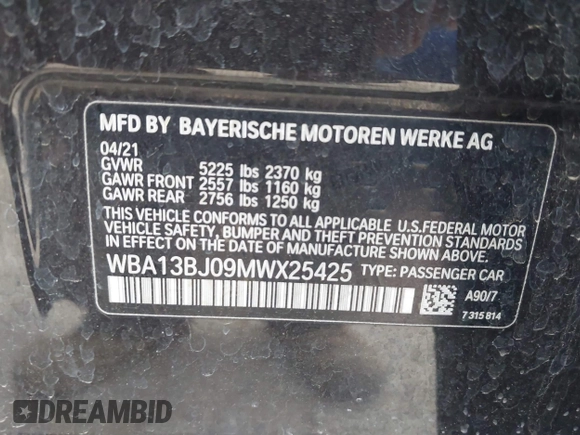 MFD BY BAYERISCHE MOTOREN WERKE AG
04/21
GVWR 5225 lbs 2370 kg
GAWR FRONT 2557 lbs 1160 kg
GAWR REAR 2756 lbs 1250 kg
THIS VEHICLE CONFORMS TO ALL APPLICABLE U.S.FEDERAL MOTOR
VEHICLE SAFETY, BUMPER AND THEFT PREVENTION STANDARDS
IN EFFECT ON THE DATE OF MANUFACTURE SHOWN ABOVE.
WBA13BJ09MWX25425 TYPE: PASSENGER CAR
A90/7
7 315 814
DREAMBID